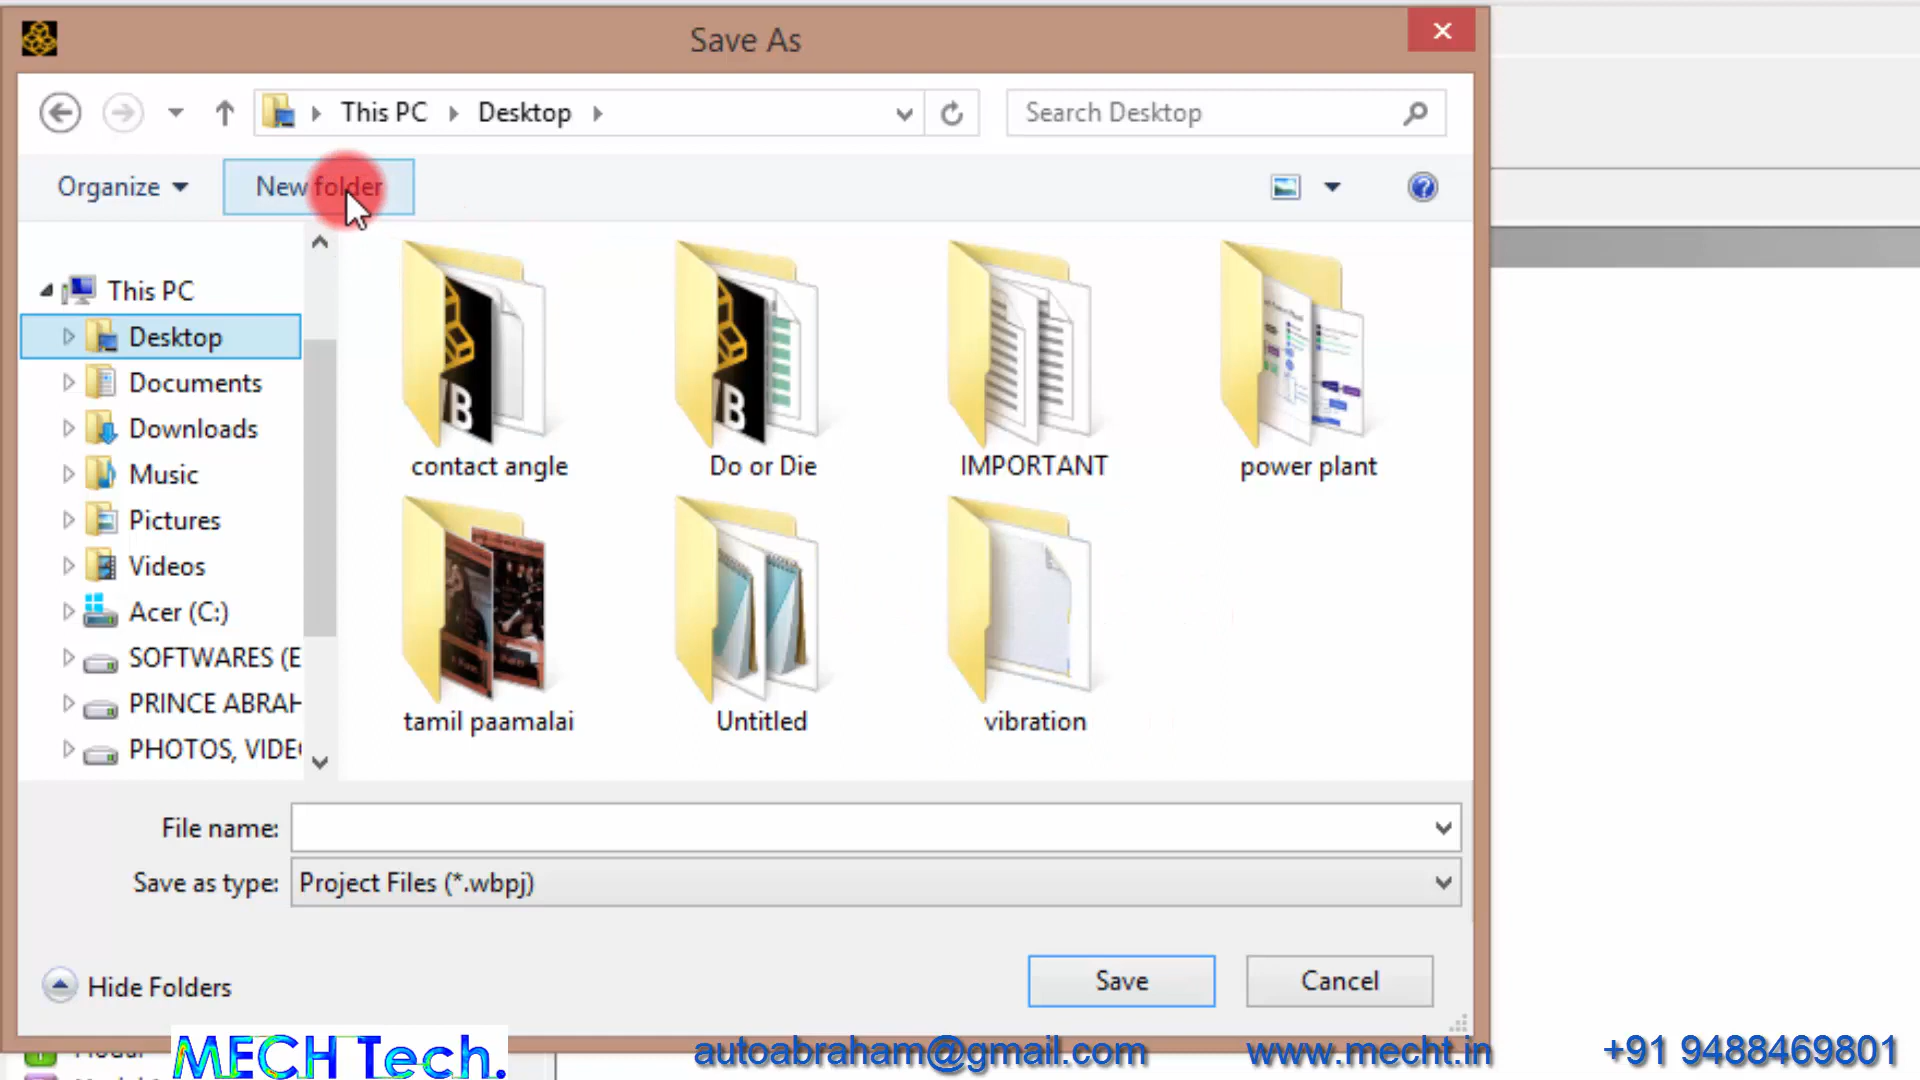 Save As
This PC
Desktop
Search Desktop
Organize
New folder
This PC
Desktop
Documents
Downloads
Music
Pictures
Videos
Acer (C:)
SOFTWARES (E
PRINCE ABRAH
PHOTOS, VIDE
contact angle
Do or Die
IMPORTANT
power plant
tamil paamalai
Untitled
vibration
File name:
Save as type:
Project Files (*.wbpj)
Hide Folders
Save
Cancel
MECH Tech.
autoabraham@gmail.com
www.mecht.in
+91 9488469801